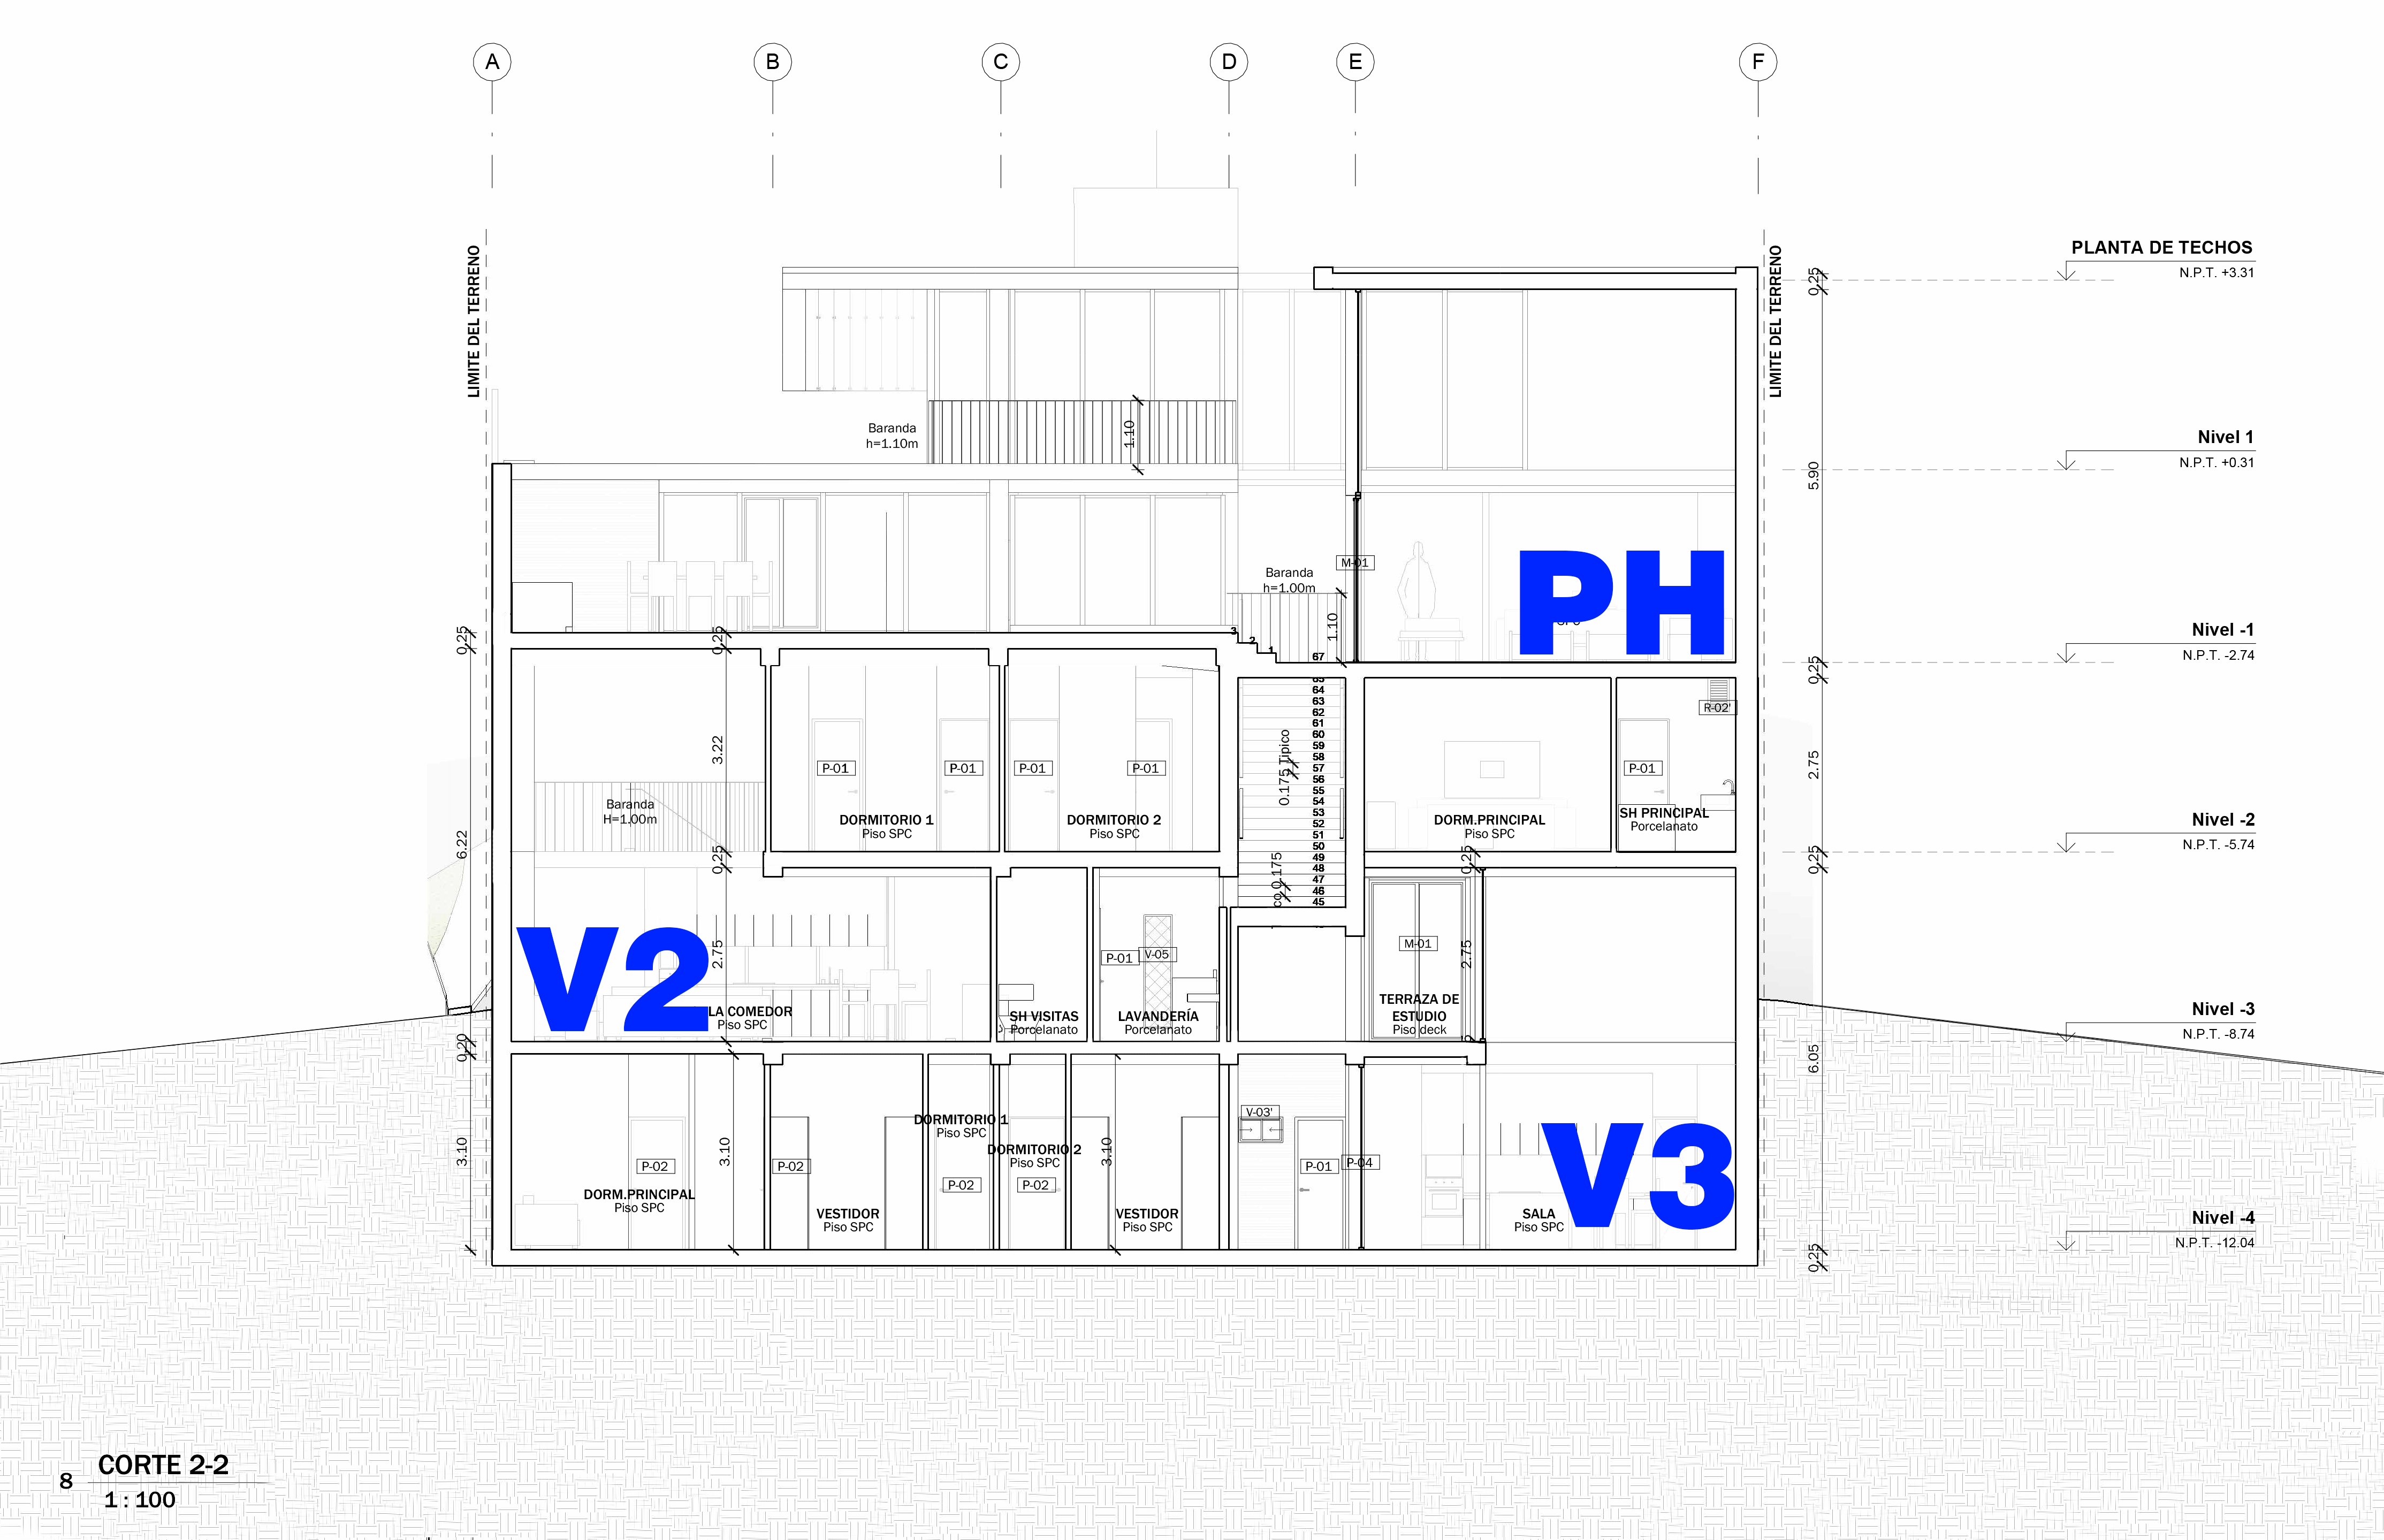 A
B
C
D
E
F
LIMITE DEL TERRENO
LIMITE DEL TERRENO
PLANTA DE TECHOS
N.P.T. +3.31
0.25
Baranda
h=1.10m
1.10
Nivel 1
N.P.T. +0.31
5.90
M-01
Baranda
h=1.00m
1.10
PH
Nivel -1
N.P.T. -2.74
0.25
0.25
3
2
1
67
0.25
65
64
63
62
61
60
59
58
57
56
55
54
53
52
51
50
49
48
47
46
45
0.175 Tipico
R-02'
3.22
P-01
P-01
P-01
P-01
P-01
2.75
Baranda
H=1.00m
DORMITORIO 1
Piso SPC
DORMITORIO 2
Piso SPC
DORM.PRINCIPAL
Piso SPC
SH PRINCIPAL
Porcelanato
Nivel -2
N.P.T. -5.74
6.22
0.25
co 0.175
0.25
0.25
V2
2.75
P-01
V-05
M-01
2.75
LA COMEDOR
Piso SPC
SH VISITAS
Porcelanato
LAVANDERÍA
Porcelanato
TERRAZA DE
ESTUDIO
Piso deck
Nivel -3
N.P.T. -8.74
0.20
6.05
V-03'
DORMITORIO 1
Piso SPC
DORMITORIO 2
Piso SPC
3.10
3.10
3.10
P-02
P-02
P-02
P-02
P-01
P-04
V3
DORM.PRINCIPAL
Piso SPC
VESTIDOR
Piso SPC
VESTIDOR
Piso SPC
SALA
Piso SPC
Nivel -4
N.P.T. -12.04
0.25
8
CORTE 2-2
1 : 100